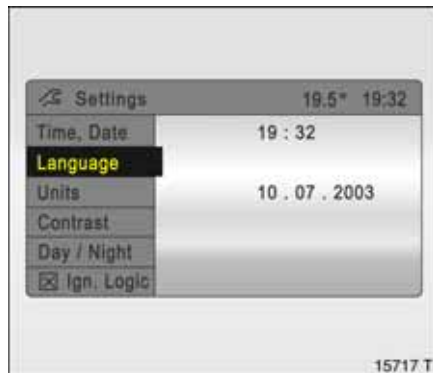 Settings 19.5° 19:32
Time, Date 19 : 32
Language
Units 10 . 07 . 2003
Contrast
Day / Night
Ign. Logic
15717 T